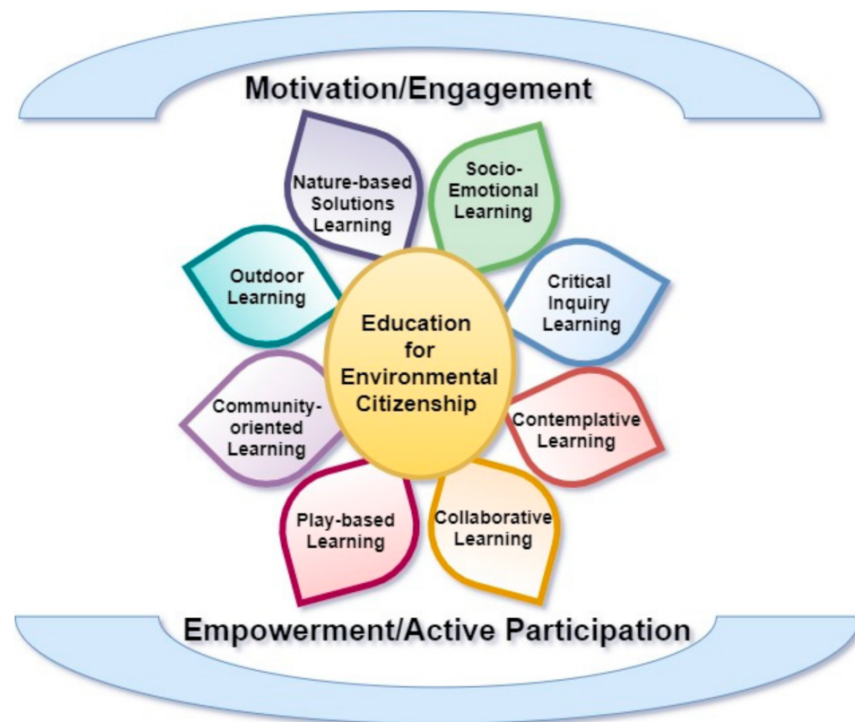 Motivation/Engagement
Nature-based
Solutions
Learning
Socio-
Emotional
Learning
Outdoor
Learning
Critical
Inquiry
Learning
Education
for
Environmental
Citizenship
Community-
oriented
Learning
Contemplative
Learning
Play-based
Learning
Collaborative
Learning
Empowerment/Active Participation